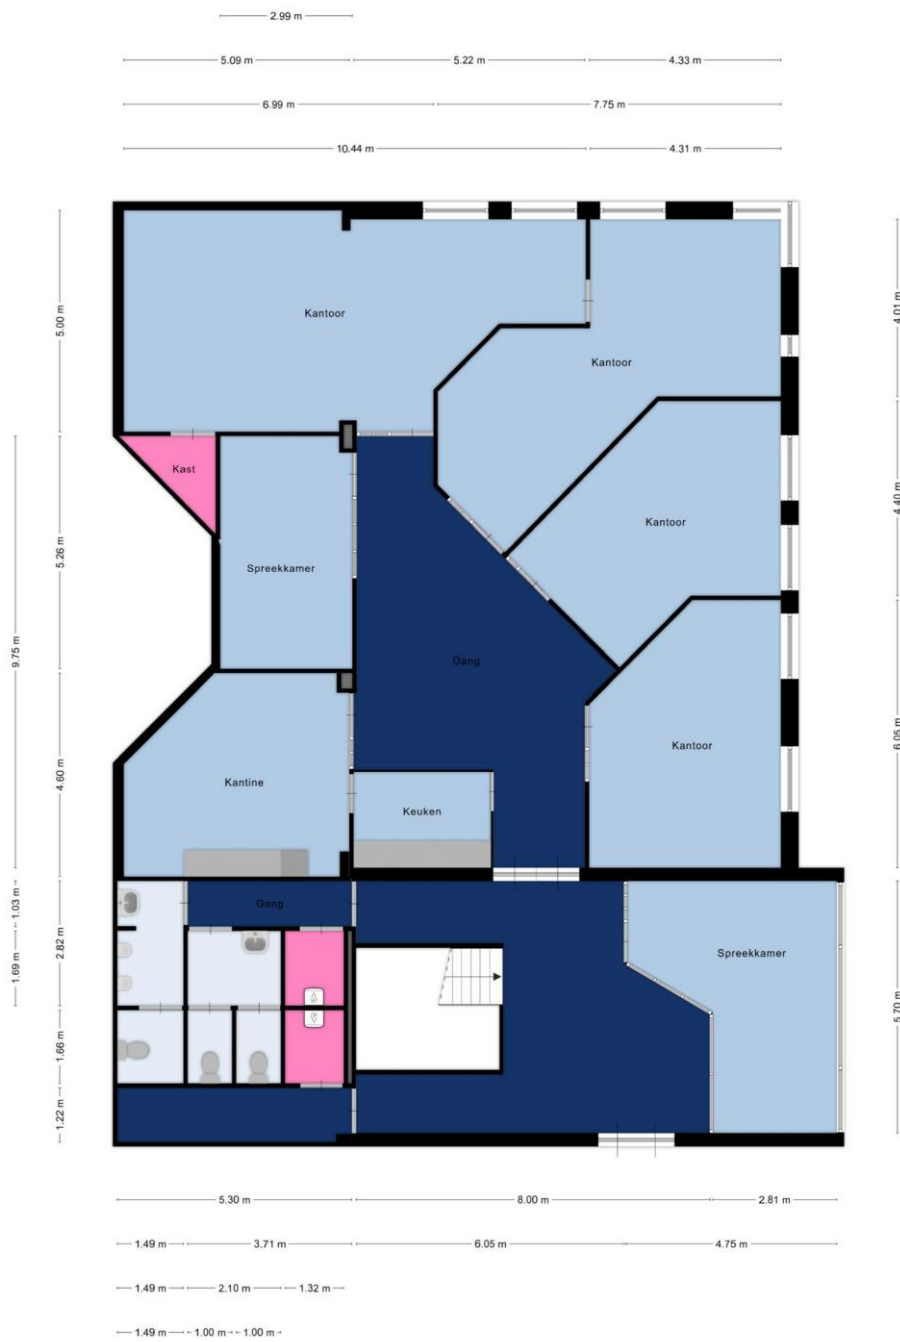 2.99 m
5.09 m
5.22 m
4.33 m
6.99 m
7.75 m
10.44 m
4.31 m
5.00 m
4.01 m
Kantoor
Kantoor
Kast
Kantoor
4.40 m
5.26 m
Spreekkamer
9.75 m
Gang
Kantoor
6.05 m
4.60 m
Kantine
Keuken
1.03 m
Gang
2.82 m
1.69 m
Spreekkamer
5.70 m
1.66 m
1.22 m
5.30 m
8.00 m
2.81 m
1.49 m
3.71 m
6.05 m
4.75 m
1.49 m
2.10 m
1.32 m
1.49 m
1.00 m
1.00 m